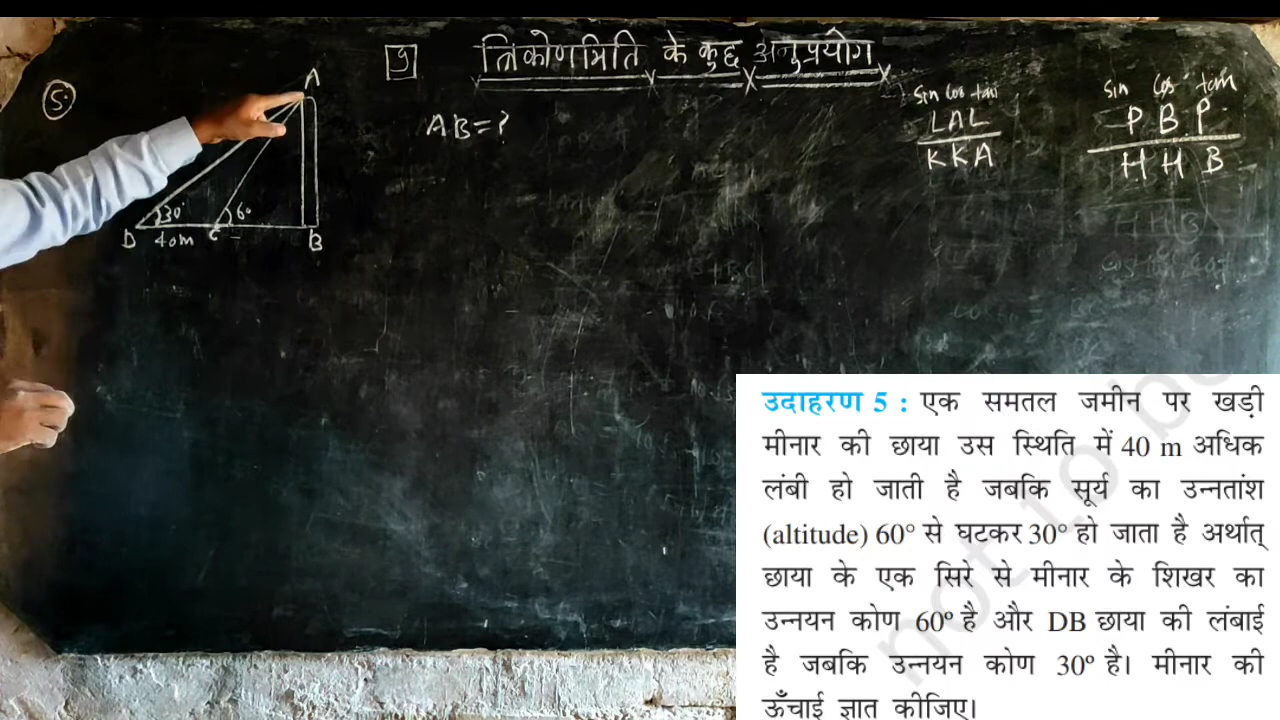 5.
9 त्रिकोणमिति के कुछ अनुप्रयोग
A
AB=?
30°
60
D 40m C B
sin cos tan
LAL
KKA
sin cos tan
P B P
H H B
उदाहरण 5 : एक समतल जमीन पर खड़ी
मीनार की छाया उस स्थिति में 40 m अधिक
लंबी हो जाती है जबकि सूर्य का उन्नतांश
(altitude) 60° से घटकर 30° हो जाता है अर्थात्
छाया के एक सिरे से मीनार के शिखर का
उन्नयन कोण 60° है और DB छाया की लंबाई
है जबकि उन्नयन कोण 30° है। मीनार की
ऊँचाई ज्ञात कीजिए।